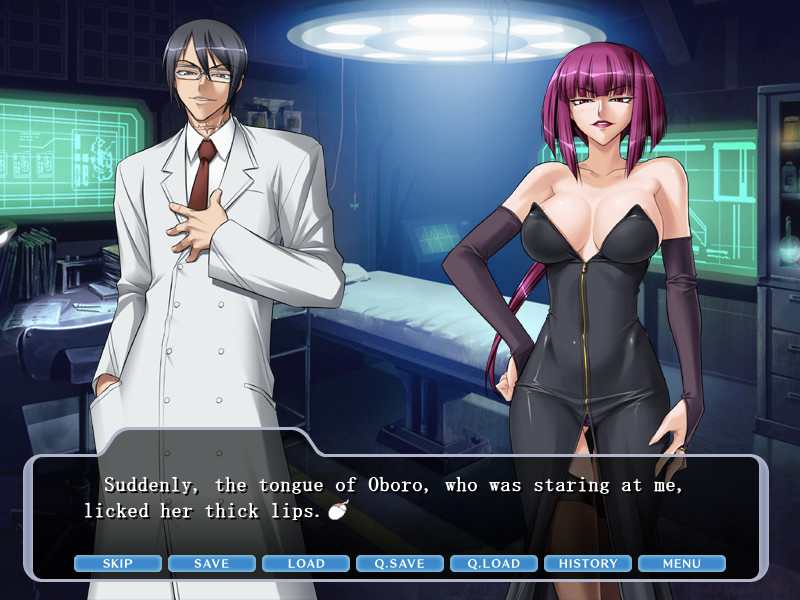 Suddenly, the tongue of Oboro, who was staring at me,
licked her thick lips.
SKIP SAVE LOAD Q.SAVE Q.LOAD HISTORY MENU